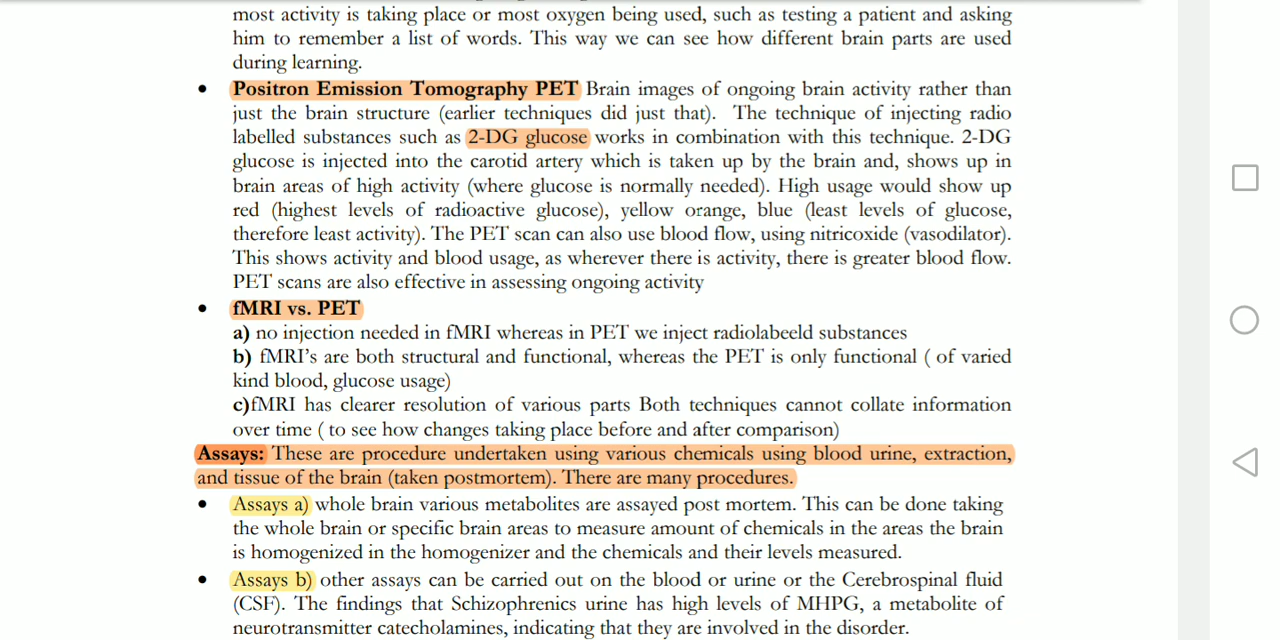 most activity is taking place or most oxygen being used, such as testing a patient and asking
him to remember a list of words. This way we can see how different brain parts are used
during learning.
• Positron Emission Tomography PET Brain images of ongoing brain activity rather than
just the brain structure (earlier techniques did just that). The technique of injecting radio
labelled substances such as 2-DG glucose works in combination with this technique. 2-DG
glucose is injected into the carotid artery which is taken up by the brain and, shows up in
brain areas of high activity (where glucose is normally needed). High usage would show up
red (highest levels of radioactive glucose), yellow orange, blue (least levels of glucose,
therefore least activity). The PET scan can also use blood flow, using nitricoxide (vasodilator).
This shows activity and blood usage, as wherever there is activity, there is greater blood flow.
PET scans are also effective in assessing ongoing activity
• fMRI vs. PET
a) no injection needed in fMRI whereas in PET we inject radiolabeeld substances
b) fMRI's are both structural and functional, whereas the PET is only functional ( of varied
kind blood, glucose usage)
c)fMRI has clearer resolution of various parts Both techniques cannot collate information
over time ( to see how changes taking place before and after comparison)
Assays: These are procedure undertaken using various chemicals using blood urine, extraction,
and tissue of the brain (taken postmortem). There are many procedures.
• Assays a) whole brain various metabolites are assayed post mortem. This can be done taking
the whole brain or specific brain areas to measure amount of chemicals in the areas the brain
is homogenized in the homogenizer and the chemicals and their levels measured.
• Assays b) other assays can be carried out on the blood or urine or the Cerebrospinal fluid
(CSF). The findings that Schizophrenics urine has high levels of MHPG, a metabolite of
neurotransmitter catecholamines, indicating that they are involved in the disorder.